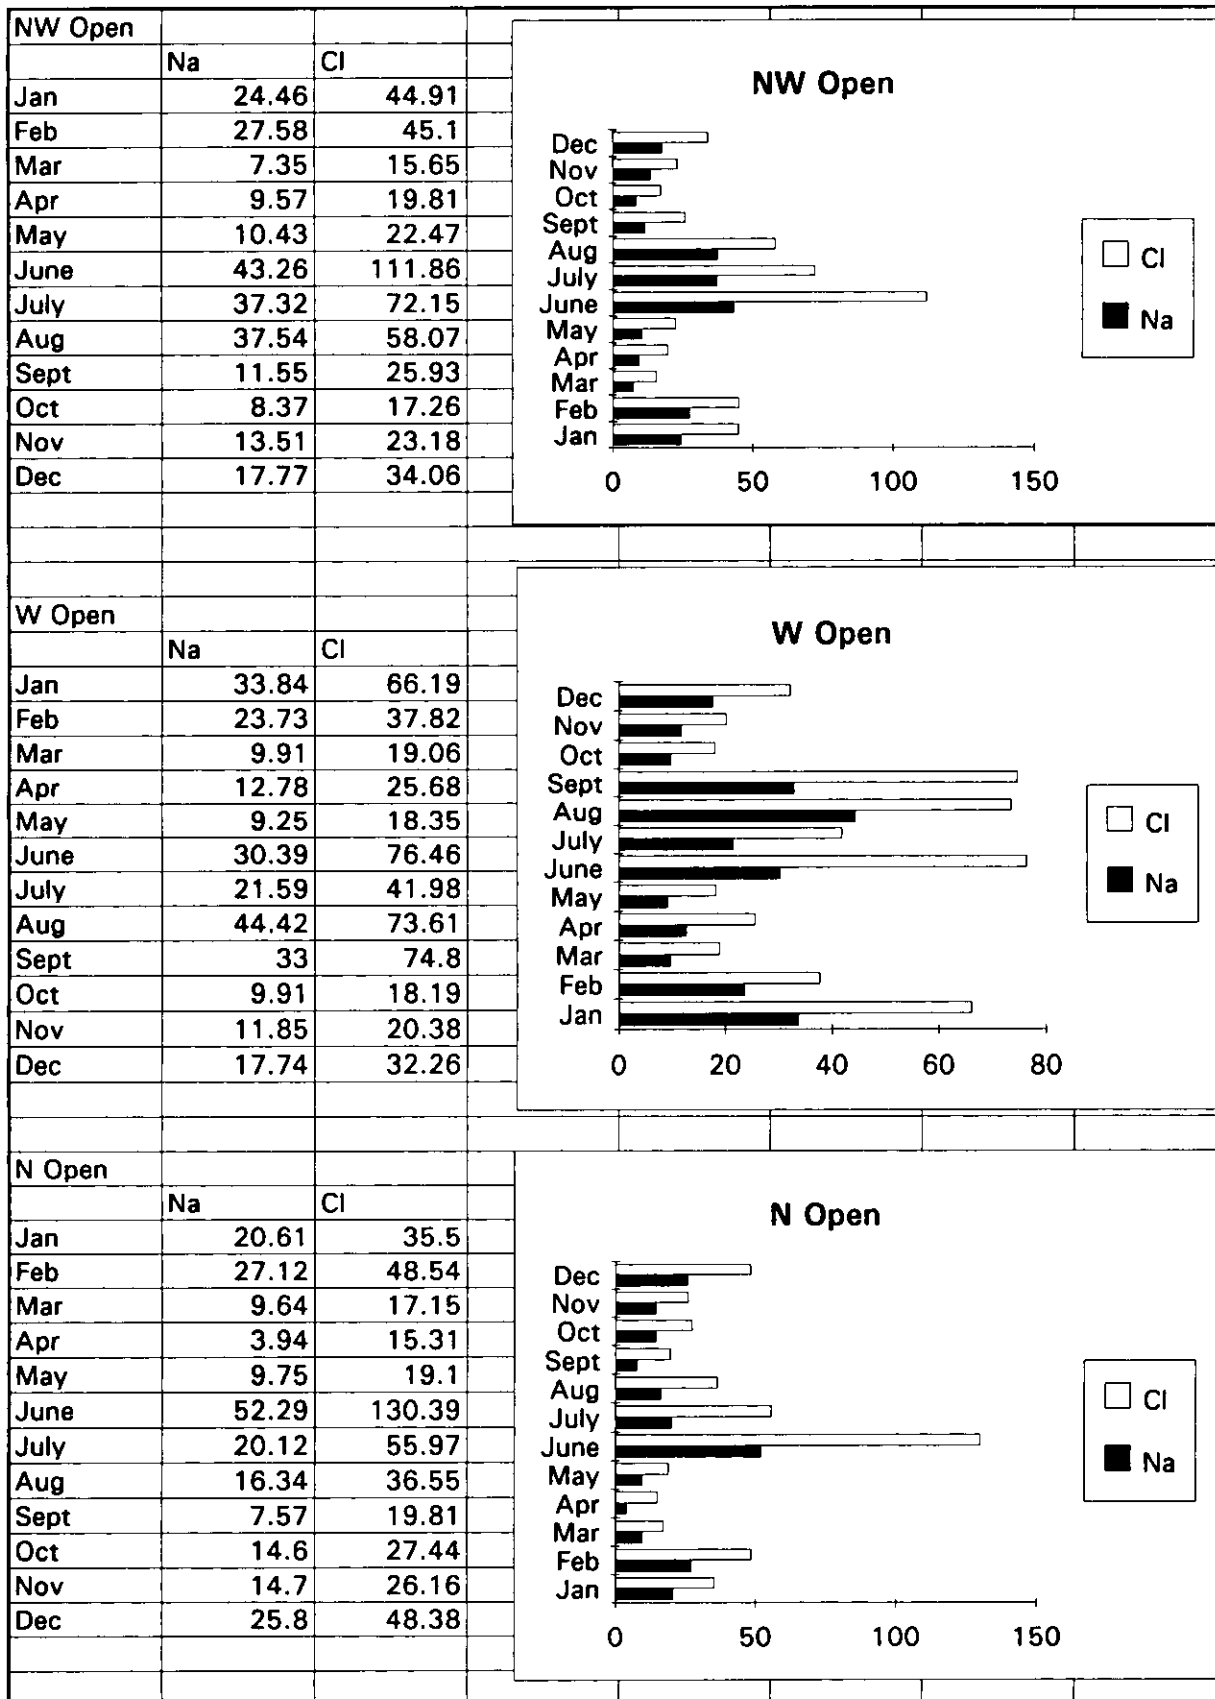 NW Open
Na Cl
Jan 24.46 44.91
Feb 27.58 45.1
Mar 7.35 15.65
Apr 9.57 19.81
May 10.43 22.47
June 43.26 111.86
July 37.32 72.15
Aug 37.54 58.07
Sept 11.55 25.93
Oct 8.37 17.26
Nov 13.51 23.18
Dec 17.77 34.06
NW Open
Dec
Nov
Oct
Sept
Aug
July
June
May
Apr
Mar
Feb
Jan
0 50 100 150
Cl
Na
W Open
Na Cl
Jan 33.84 66.19
Feb 23.73 37.82
Mar 9.91 19.06
Apr 12.78 25.68
May 9.25 18.35
June 30.39 76.46
July 21.59 41.98
Aug 44.42 73.61
Sept 33 74.8
Oct 9.91 18.19
Nov 11.85 20.38
Dec 17.74 32.26
W Open
Dec
Nov
Oct
Sept
Aug
July
June
May
Apr
Mar
Feb
Jan
0 20 40 60 80
Cl
Na
N Open
Na Cl
Jan 20.61 35.5
Feb 27.12 48.54
Mar 9.64 17.15
Apr 3.94 15.31
May 9.75 19.1
June 52.29 130.39
July 20.12 55.97
Aug 16.34 36.55
Sept 7.57 19.81
Oct 14.6 27.44
Nov 14.7 26.16
Dec 25.8 48.38
N Open
Dec
Nov
Oct
Sept
Aug
July
June
May
Apr
Mar
Feb
Jan
0 50 100 150
Cl
Na